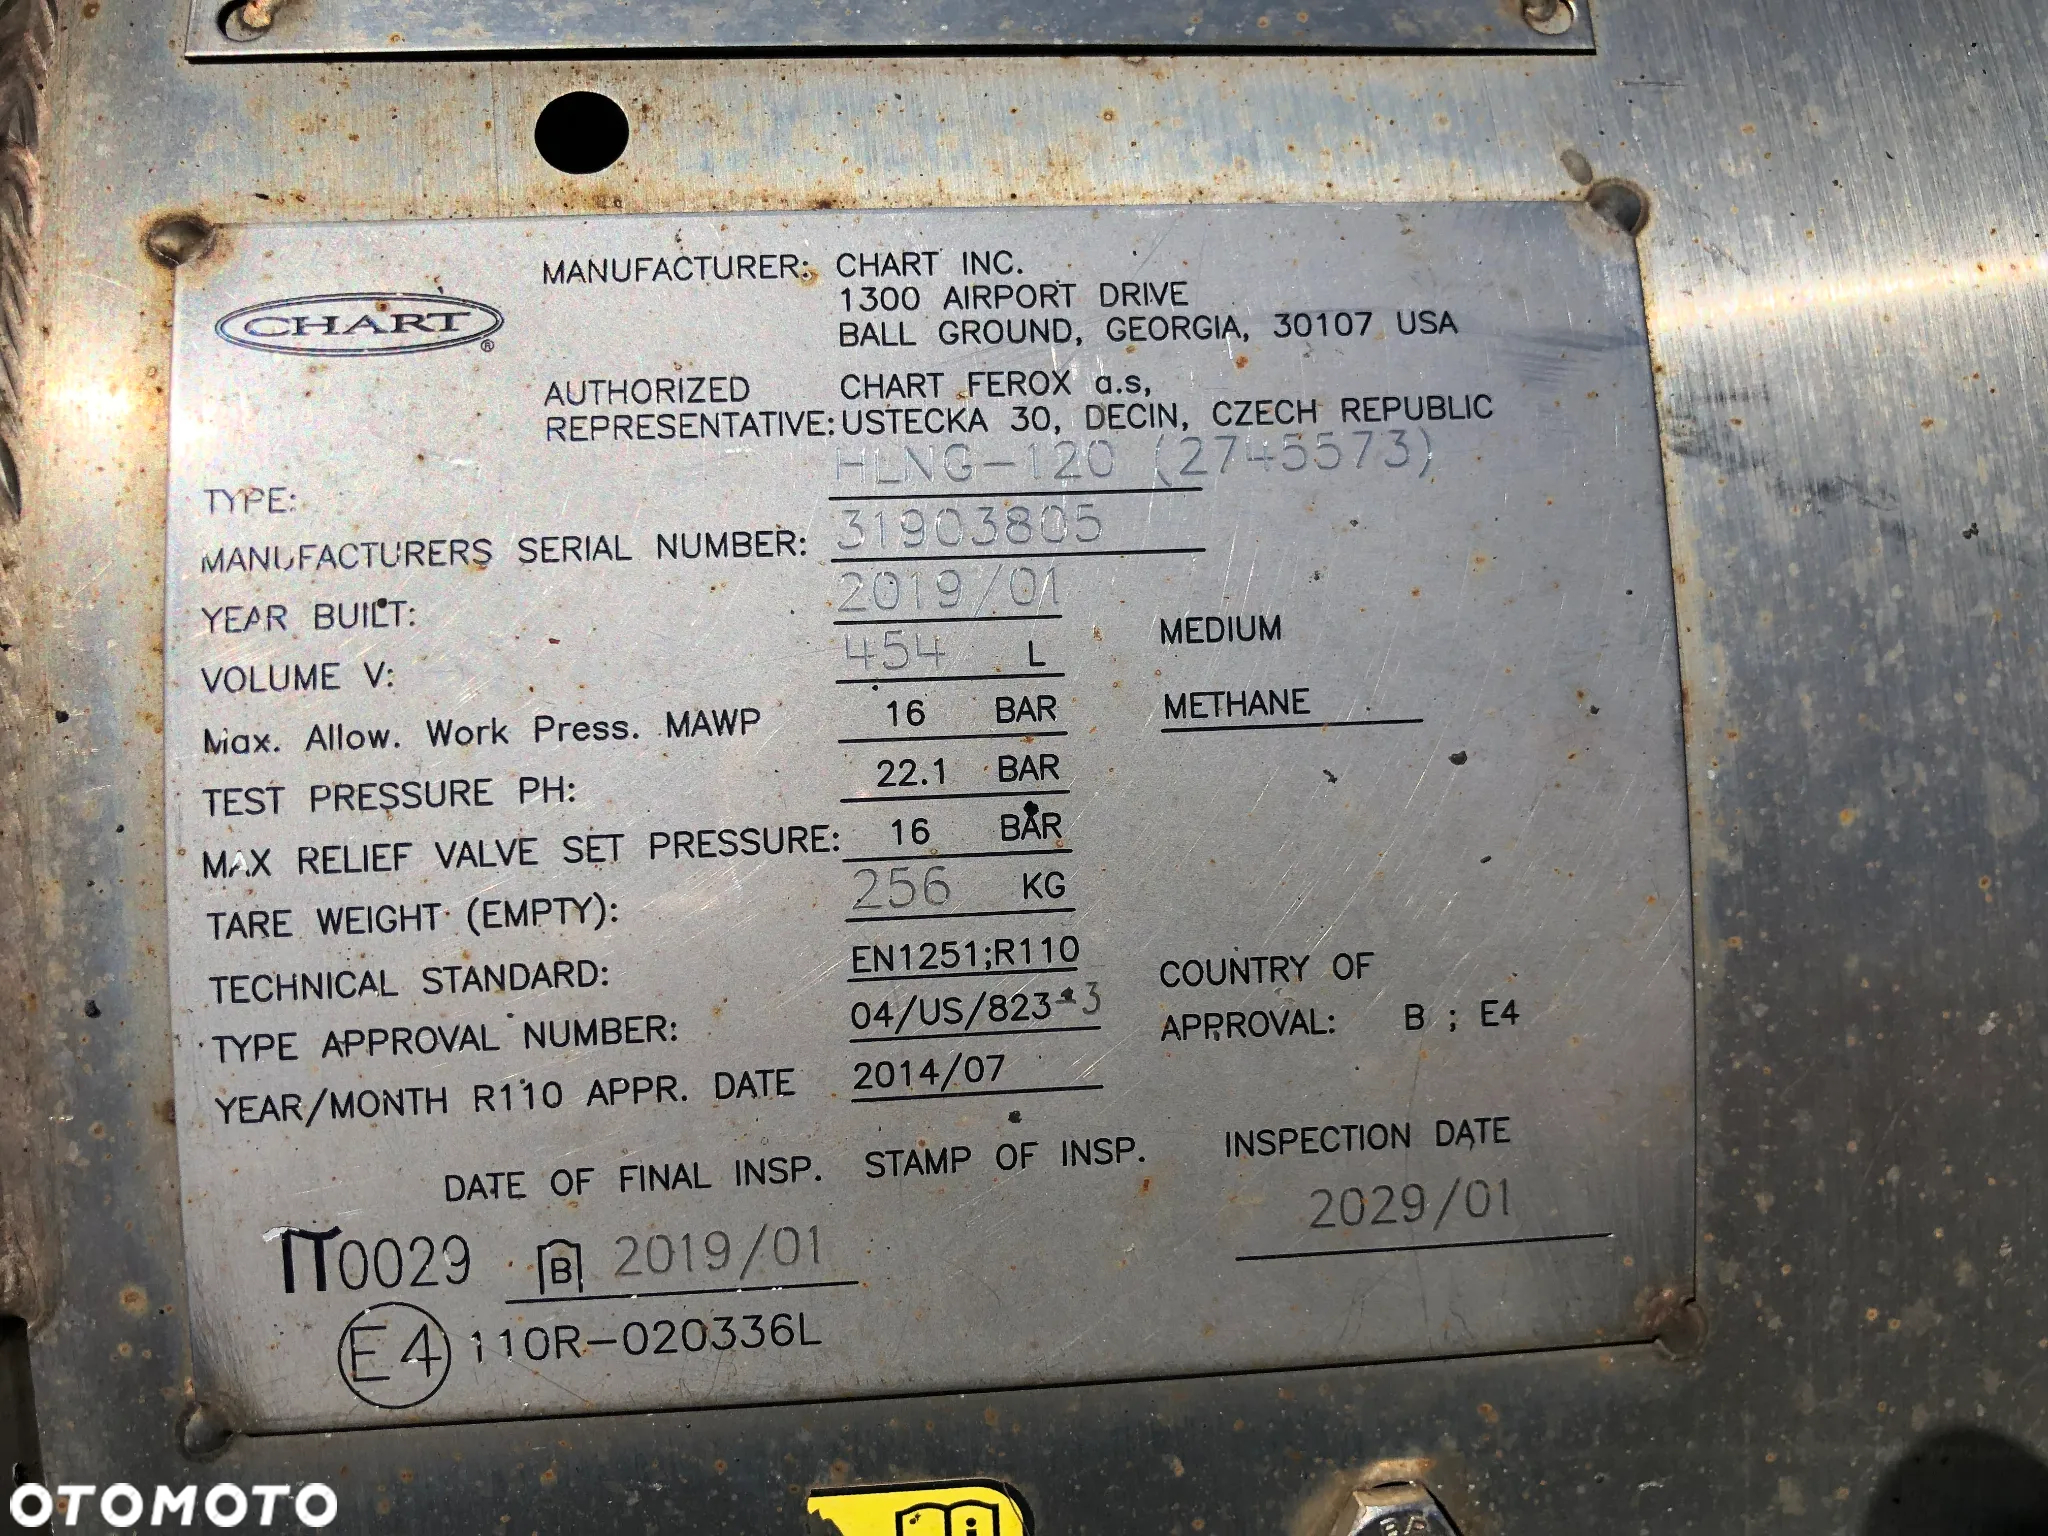 CHART ®
MANUFACTURER: CHART INC.
1300 AIRPORT DRIVE
BALL GROUND, GEORGIA, 30107 USA
AUTHORIZED CHART FEROX a.s,
REPRESENTATIVE: USTECKA 30, DECIN, CZECH REPUBLIC
TYPE: HLNG-120 (2745573)
MANUFACTURERS SERIAL NUMBER: 31903805
YEAR BUILT: 2019/01
VOLUME V: 454 L MEDIUM
Max. Allow. Work Press. MAWP 16 BAR METHANE
TEST PRESSURE PH: 22.1 BAR
MAX RELIEF VALVE SET PRESSURE: 16 BAR
TARE WEIGHT (EMPTY): 256 KG
TECHNICAL STANDARD: EN1251;R110 COUNTRY OF
TYPE APPROVAL NUMBER: 04/US/823-3 APPROVAL: B ; E4
YEAR/MONTH R110 APPR. DATE 2014/07
DATE OF FINAL INSP. STAMP OF INSP. INSPECTION DATE
π0029 B 2019/01 2029/01
E4 110R-020336L
OTOMOTO